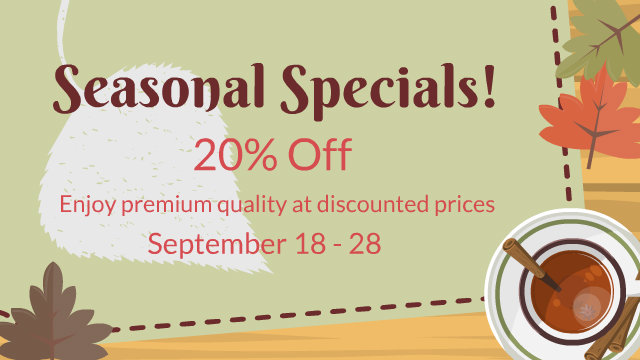 Seasonal Specials!
20% Off
Enjoy premium quality at discounted prices
September 18 - 28